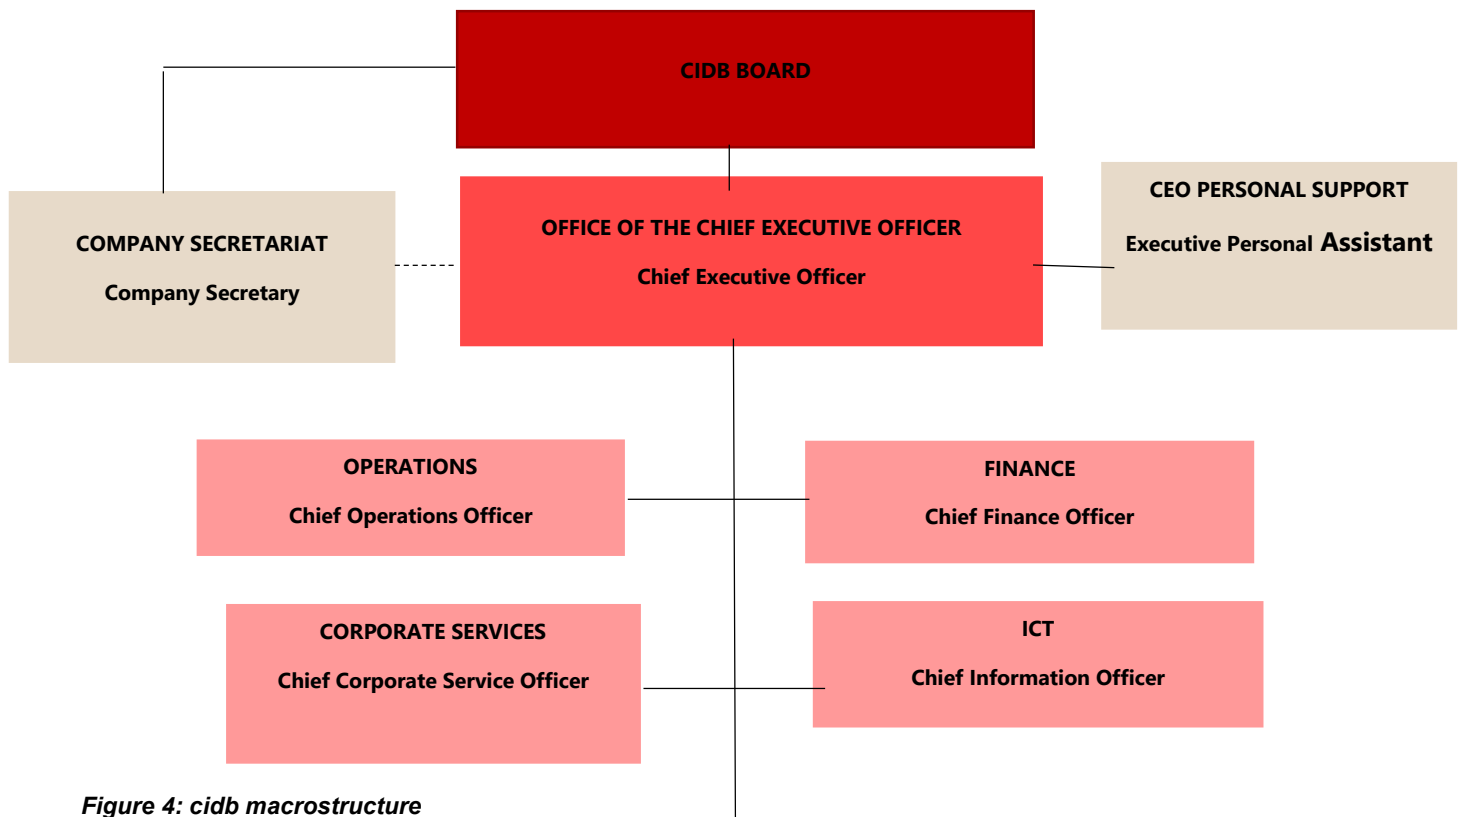 CIDB BOARD
COMPANY SECRETARIAT
Company Secretary
OFFICE OF THE CHIEF EXECUTIVE OFFICER
Chief Executive Officer
CEO PERSONAL SUPPORT
Executive Personal Assistant
OPERATIONS
Chief Operations Officer
FINANCE
Chief Finance Officer
CORPORATE SERVICES
Chief Corporate Service Officer
ICT
Chief Information Officer
Figure 4: cidb macrostructure